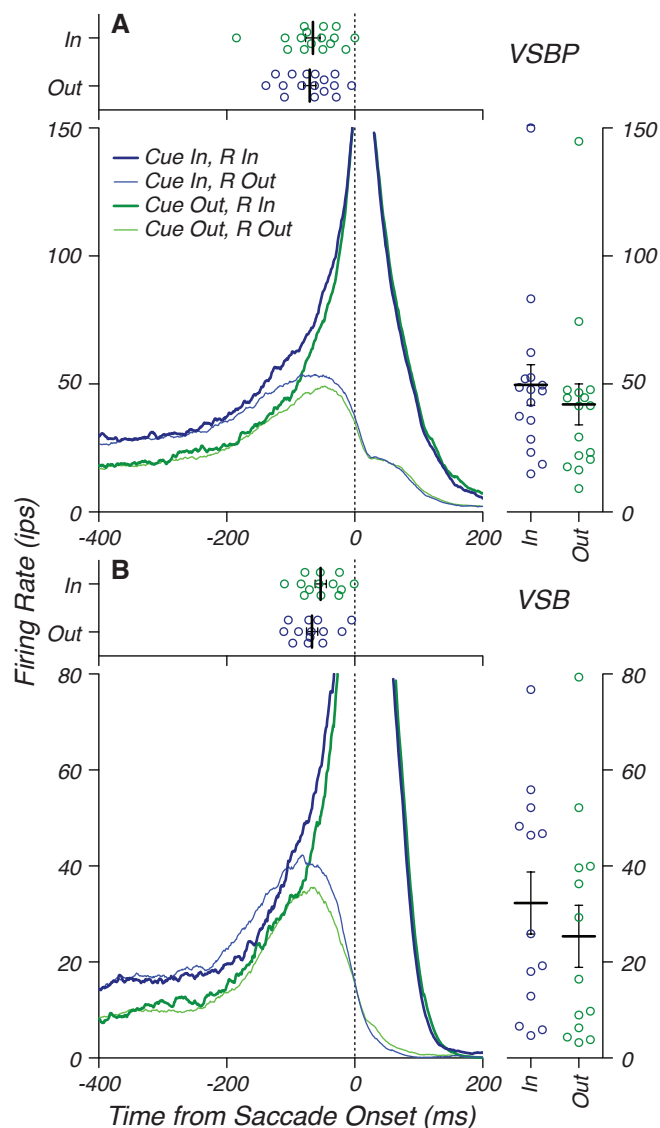 A
VSBP
In
Out
150
100
50
0
Cue In, R In
Cue In, R Out
Cue Out, R In
Cue Out, R Out
-400
-200
0
200
150
100
50
0
In
Out
Firing Rate (ips)
B
VSB
In
Out
80
60
40
20
0
-400
-200
0
200
80
60
40
20
0
In
Out
Time from Saccade Onset (ms)